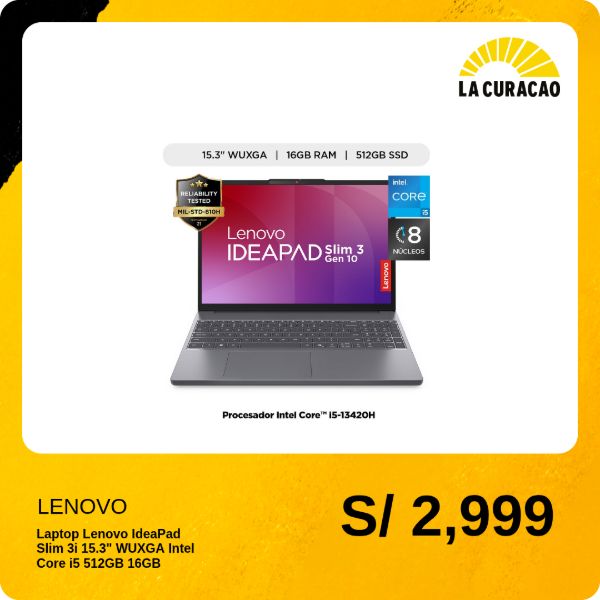 LA CURACAO
15.3" WUXGA | 16GB RAM | 512GB SSD
RELIABILITY
TESTED
MIL-STD-810H
intel
CORE
i5
8
NÚCLEOS
Lenovo
IDEAPAD Slim 3
Gen 10
Lenovo
Procesador Intel Core™ i5-13420H
LENOVO
S/ 2,999
Laptop Lenovo IdeaPad
Slim 3i 15.3" WUXGA Intel
Core i5 512GB 16GB